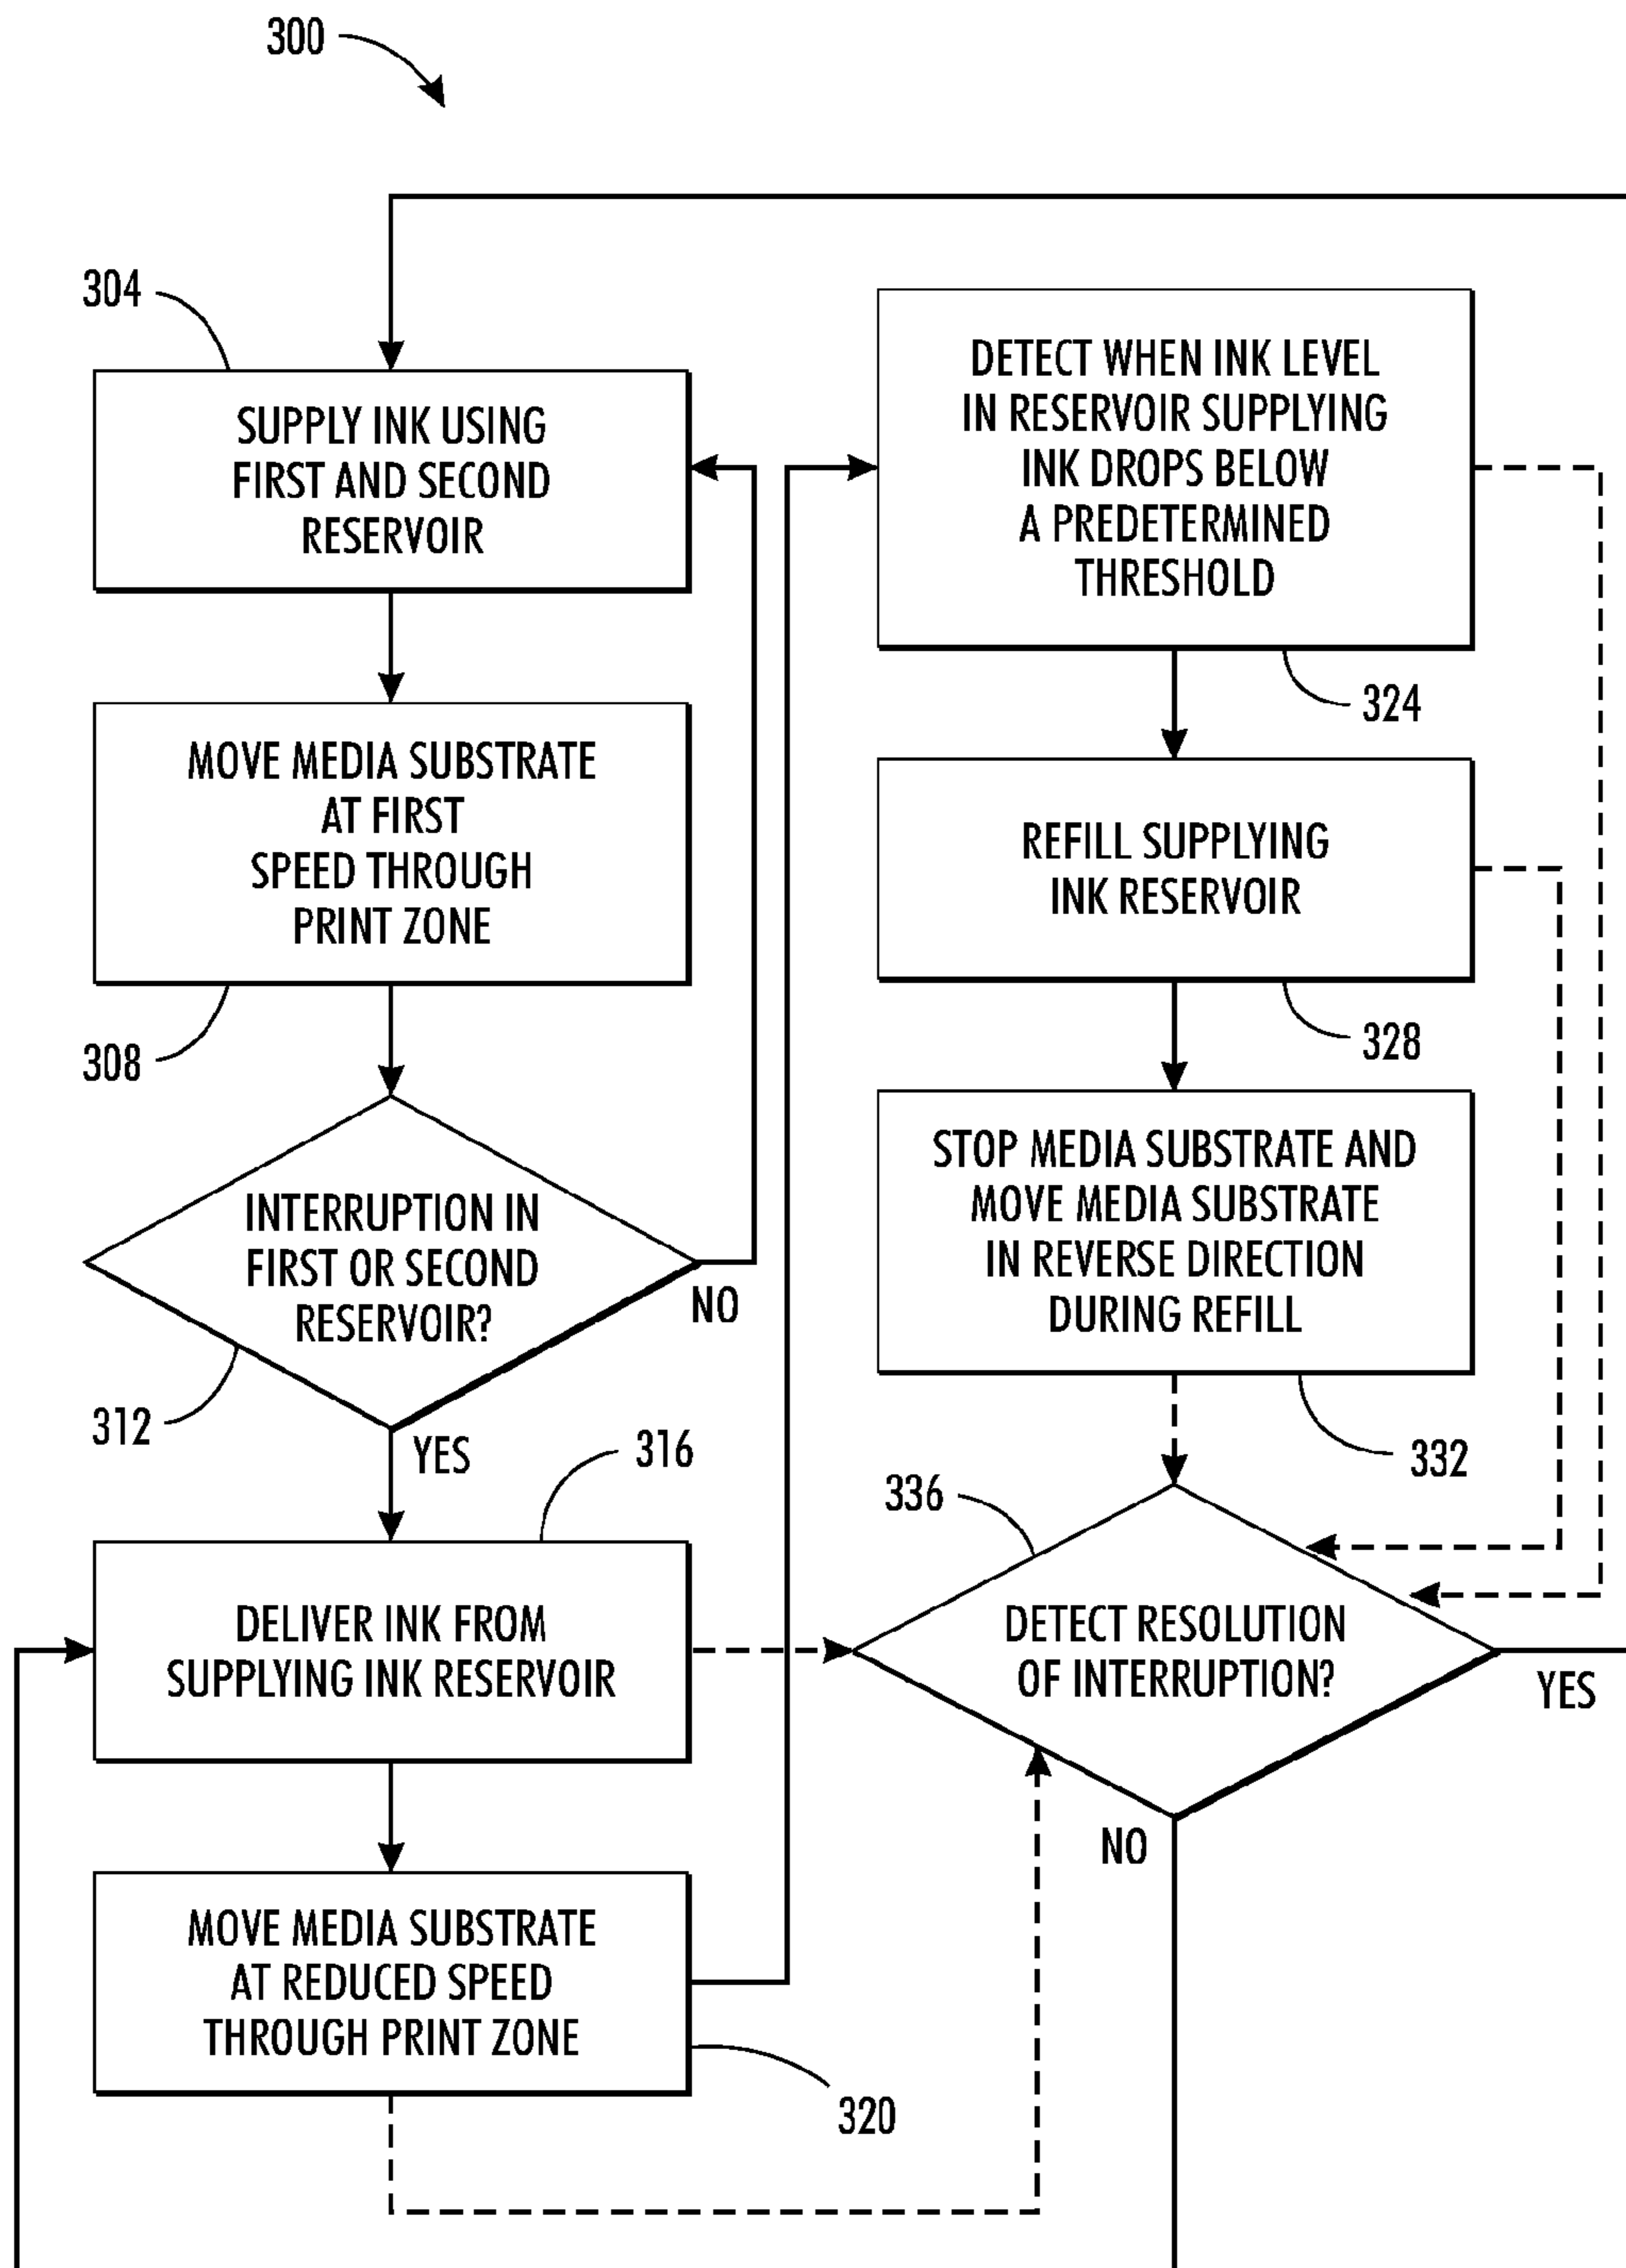 300
304
SUPPLY INK USING
FIRST AND SECOND
RESERVOIR
MOVE MEDIA SUBSTRATE
AT FIRST
SPEED THROUGH
PRINT ZONE
308
INTERRUPTION IN
FIRST OR SECOND
RESERVOIR?
NO
312
YES
316
DELIVER INK FROM
SUPPLYING INK RESERVOIR
MOVE MEDIA SUBSTRATE
AT REDUCED SPEED
THROUGH PRINT ZONE
320
DETECT WHEN INK LEVEL
IN RESERVOIR SUPPLYING
INK DROPS BELOW
A PREDETERMINED
THRESHOLD
324
REFILL SUPPLYING
INK RESERVOIR
328
STOP MEDIA SUBSTRATE AND
MOVE MEDIA SUBSTRATE
IN REVERSE DIRECTION
DURING REFILL
332
336
DETECT RESOLUTION
OF INTERRUPTION?
YES
NO